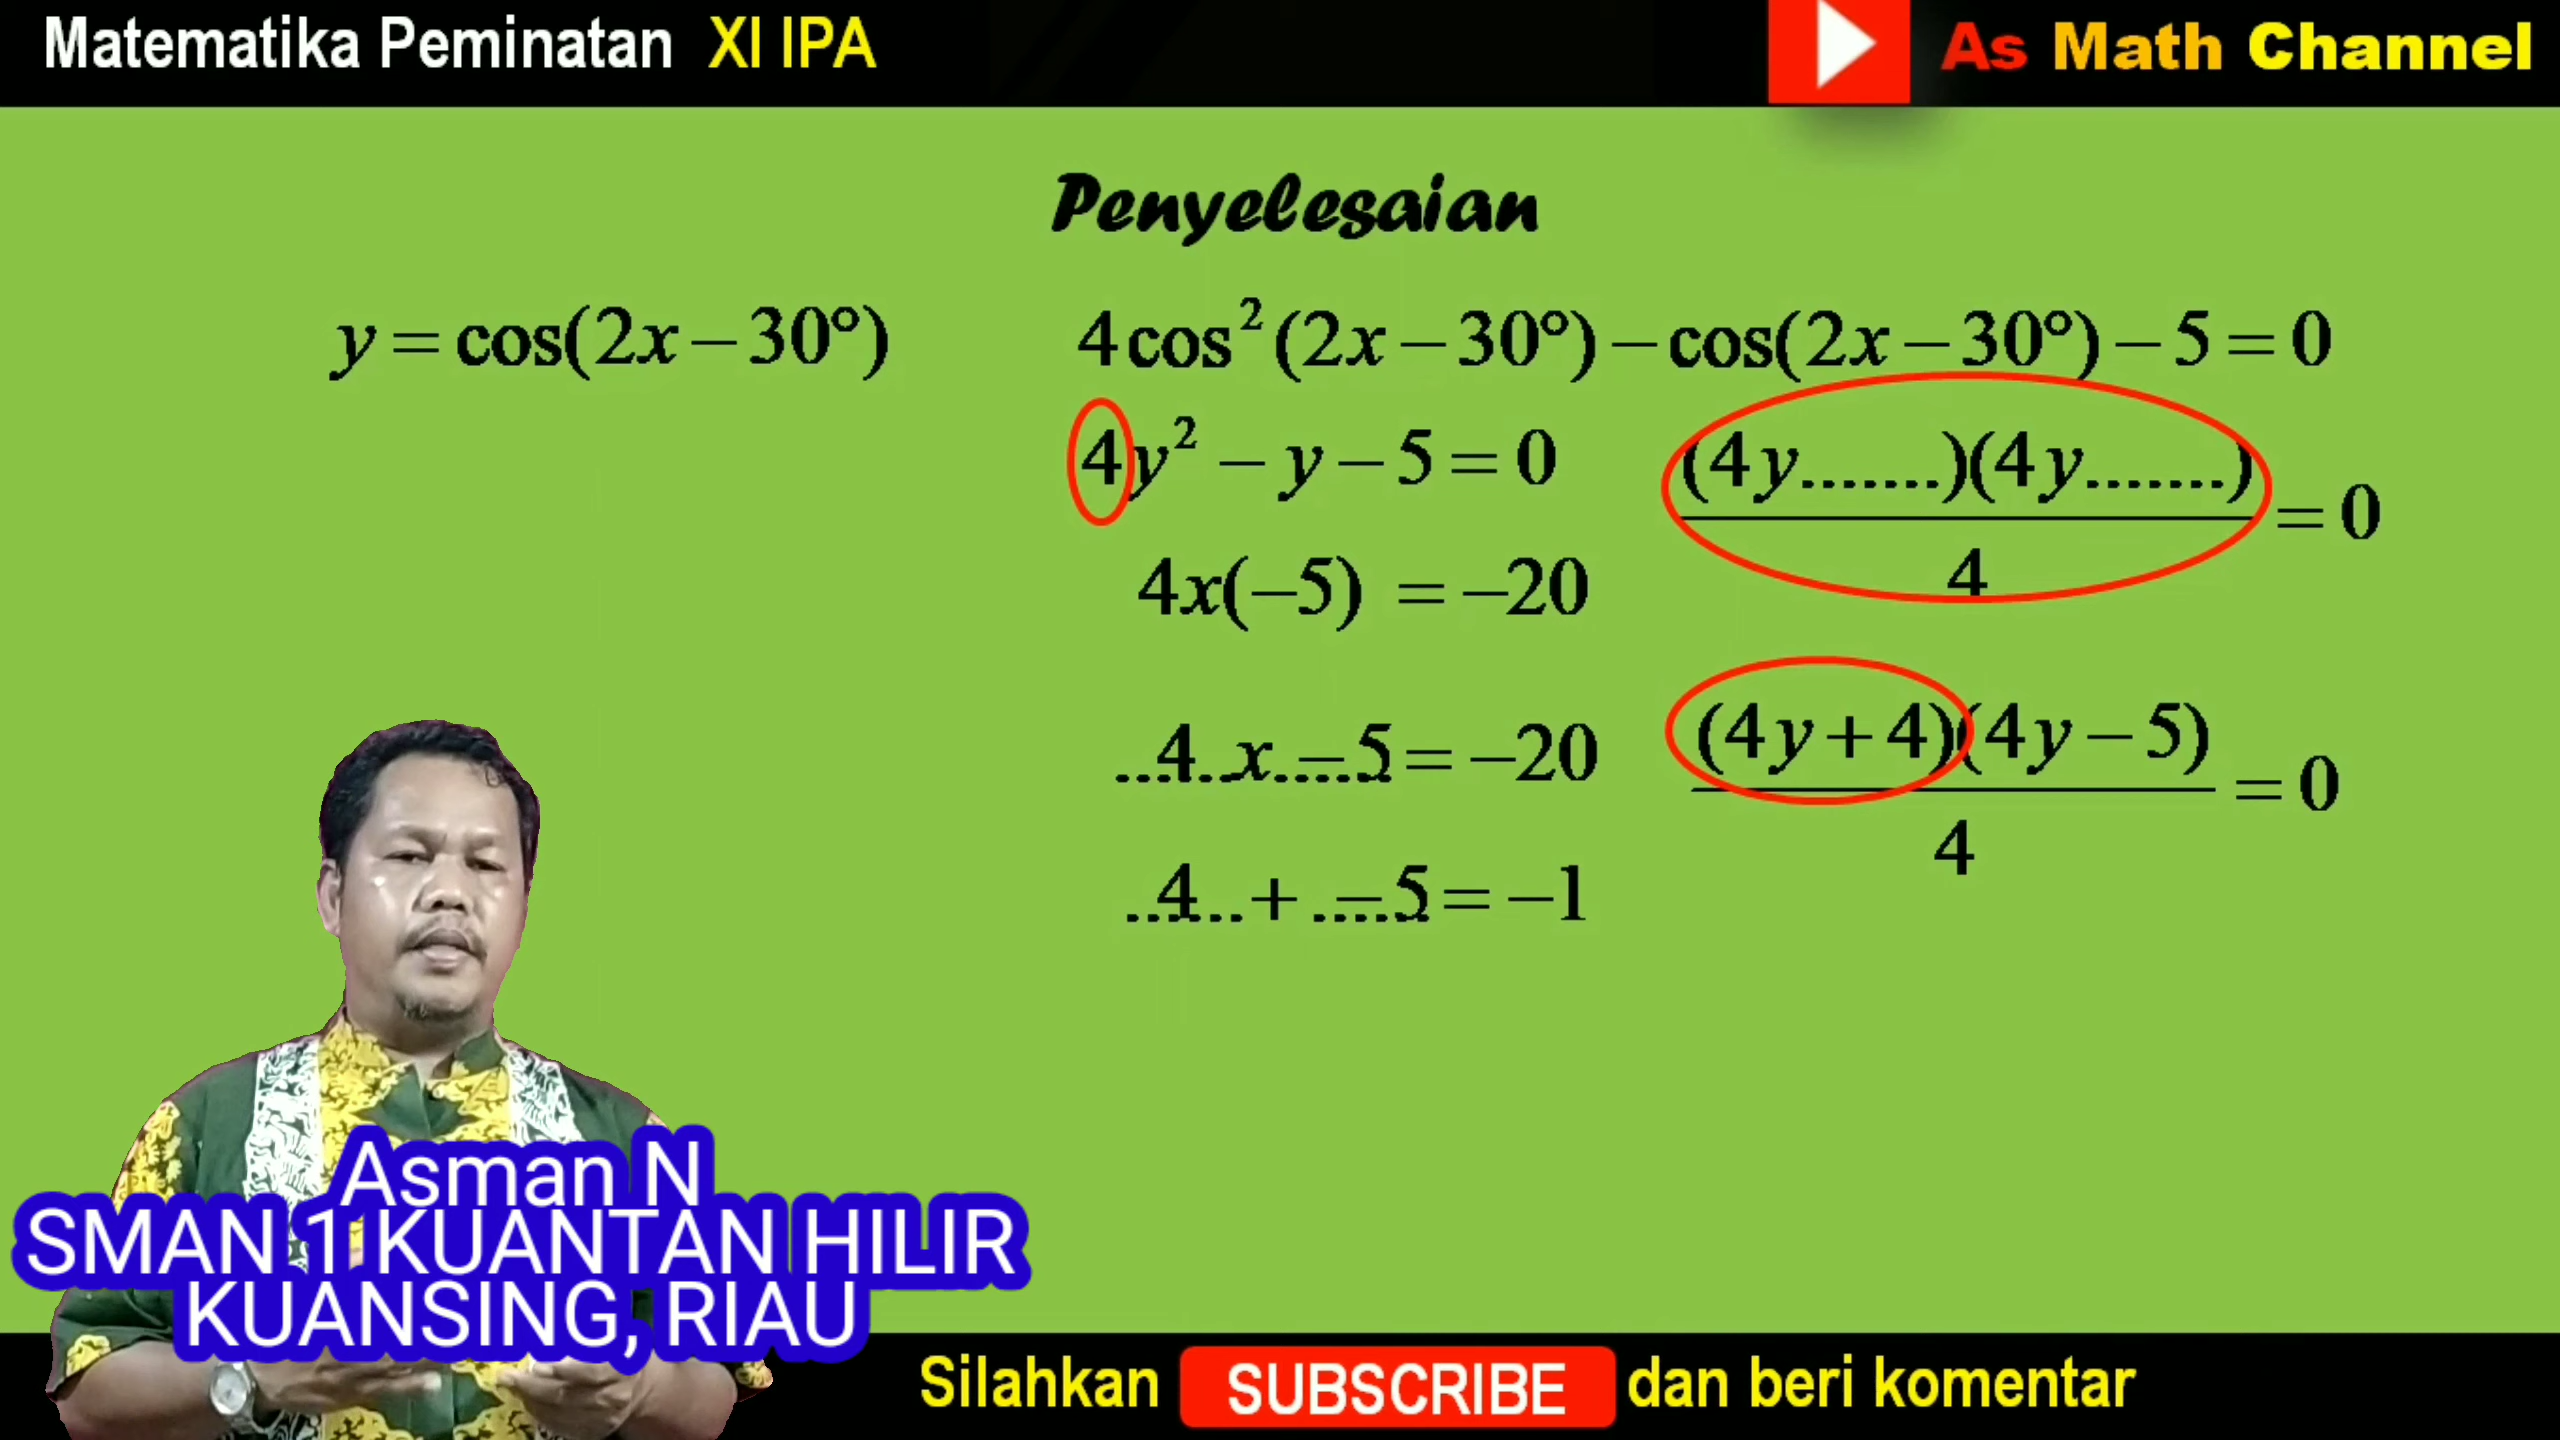 Matematika Peminatan XI IPA
As Math Channel
Penyelesaian
y = cos(2x − 30°)
4cos²(2x − 30°) − cos(2x − 30°) − 5 = 0
4y² − y − 5 = 0
(4y.......)(4y.......)
= 0
4
4x(−5) = −20
...4...x.−5 = −20
(4y + 4)(4y − 5)
= 0
4
...4... + ...−5 = −1
Asman N
SMAN 1 KUANTAN HILIR
KUANSING, RIAU
Silahkan SUBSCRIBE dan beri komentar